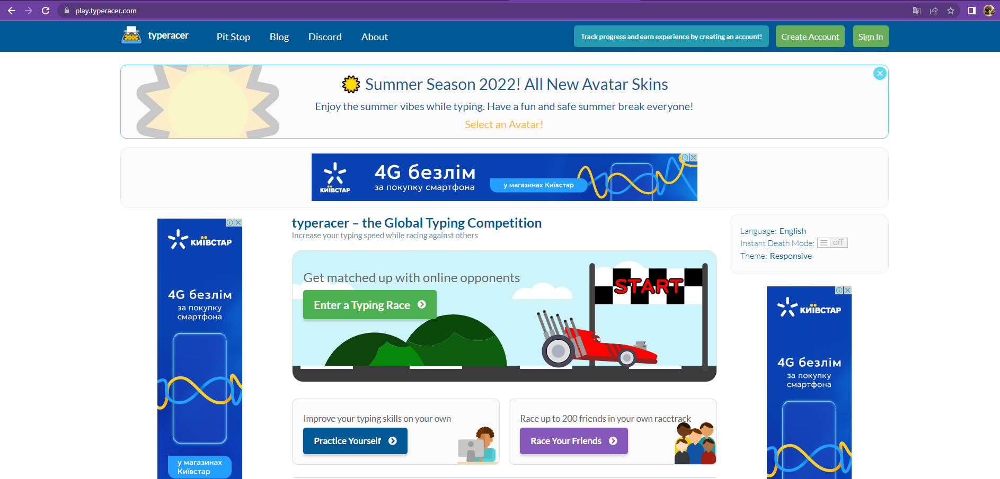 play.typeracer.com
typeracer
Pit Stop
Blog
Discord
About
Track progress and earn experience by creating an account!
Create Account
Sign In
Summer Season 2022! All New Avatar Skins
Enjoy the summer vibes while typing. Have a fun and safe summer break everyone!
Select an Avatar!
КИЇВСТАР
4G безлім
за покупку смартфона
у магазинах Київстар
КИЇВСТАР
4G безлім
за покупку
смартфона
у магазинах
Київстар
typeracer – the Global Typing Competition
Increase your typing speed while racing against others
Get matched up with online opponents
Enter a Typing Race
START
Improve your typing skills on your own
Practice Yourself
Race up to 200 friends in your own racetrack
Race Your Friends
Language: English
Instant Death Mode: off
Theme: Responsive
КИЇВСТАР
4G безлім
за покупку
смартфона